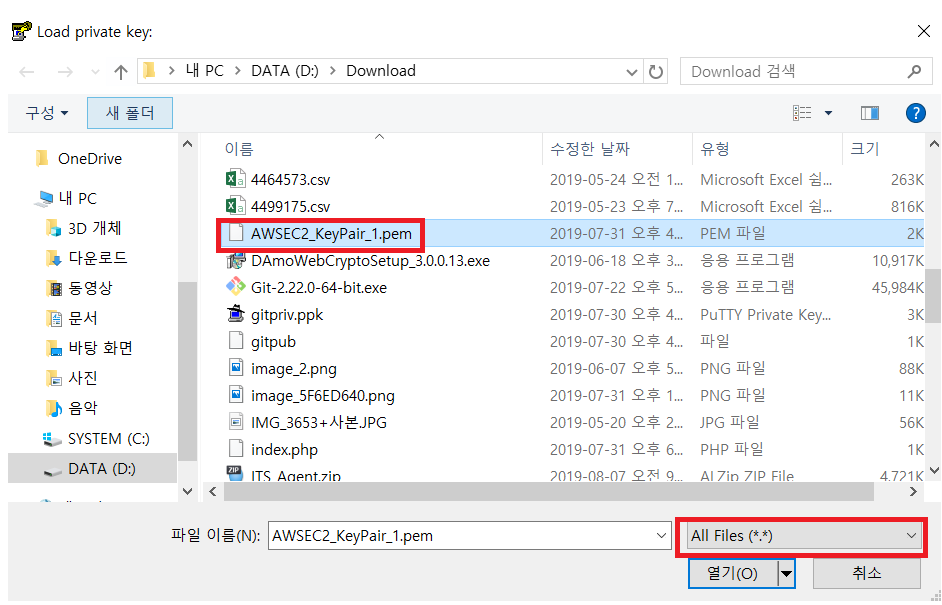 Load private key:
내 PC > DATA (D:) > Download
Download 검색
구성 새 폴더
OneDrive
내 PC
3D 개체
다운로드
동영상
문서
바탕 화면
사진
음악
SYSTEM (C:)
DATA (D:)
이름 수정한 날짜 유형 크기
4464573.csv 2019-05-24 오전 1... Microsoft Excel 쉼... 263K
4499175.csv 2019-05-23 오후 7... Microsoft Excel 쉼... 816K
AWSEC2_KeyPair_1.pem 2019-07-31 오후 4... PEM 파일 2K
DAmoWebCryptoSetup_3.0.0.13.exe 2019-06-18 오후 3... 응용 프로그램 10,917K
Git-2.22.0-64-bit.exe 2019-07-22 오후 5... 응용 프로그램 45,984K
gitpriv.ppk 2019-07-30 오후 4... PuTTY Private Key... 3K
gitpub 2019-07-30 오후 4... 파일 1K
image_2.png 2019-06-07 오후 5... PNG 파일 88K
image_5F6ED640.png 2019-07-31 오후 1... PNG 파일 11K
IMG_3653+사본.JPG 2019-05-20 오후 2... JPG 파일 56K
index.php 2019-07-31 오후 6... PHP 파일 1K
ITS_Agent.zip 2019-08-07 오전 9... ALZip ZIP File 4,721K
파일 이름(N): AWSEC2_KeyPair_1.pem All Files (*.*)
열기(O) 취소